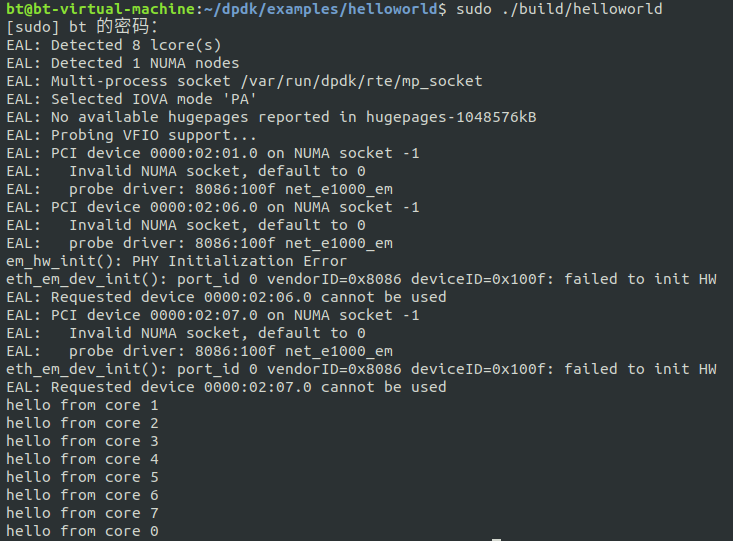 bt@bt-virtual-machine:~/dpdk/examples/helloworld$ sudo ./build/helloworld
[sudo] bt 的密码：
EAL: Detected 8 lcore(s)
EAL: Detected 1 NUMA nodes
EAL: Multi-process socket /var/run/dpdk/rte/mp_socket
EAL: Selected IOVA mode 'PA'
EAL: No available hugepages reported in hugepages-1048576kB
EAL: Probing VFIO support...
EAL: PCI device 0000:02:01.0 on NUMA socket -1
EAL:   Invalid NUMA socket, default to 0
EAL:   probe driver: 8086:100f net_e1000_em
EAL: PCI device 0000:02:06.0 on NUMA socket -1
EAL:   Invalid NUMA socket, default to 0
EAL:   probe driver: 8086:100f net_e1000_em
em_hw_init(): PHY Initialization Error
eth_em_dev_init(): port_id 0 vendorID=0x8086 deviceID=0x100f: failed to init HW
EAL: Requested device 0000:02:06.0 cannot be used
EAL: PCI device 0000:02:07.0 on NUMA socket -1
EAL:   Invalid NUMA socket, default to 0
EAL:   probe driver: 8086:100f net_e1000_em
eth_em_dev_init(): port_id 0 vendorID=0x8086 deviceID=0x100f: failed to init HW
EAL: Requested device 0000:02:07.0 cannot be used
hello from core 1
hello from core 2
hello from core 3
hello from core 4
hello from core 5
hello from core 6
hello from core 7
hello from core 0